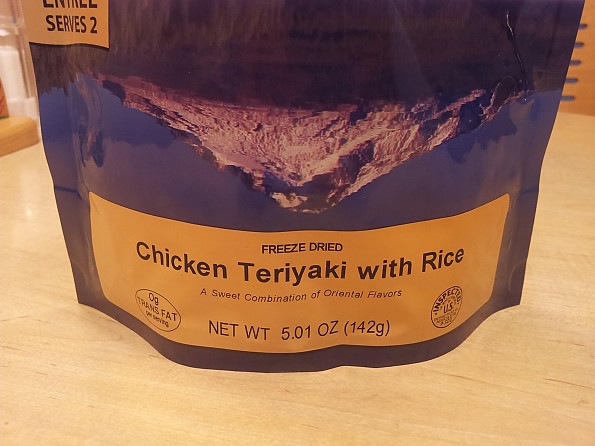 ENTRÉE
SERVES 2
FREEZE DRIED
Chicken Teriyaki with Rice
A Sweet Combination of Oriental Flavors
0g
TRANS FAT
per serving
INSPECTED
U.S.
NET WT 5.01 OZ (142g)